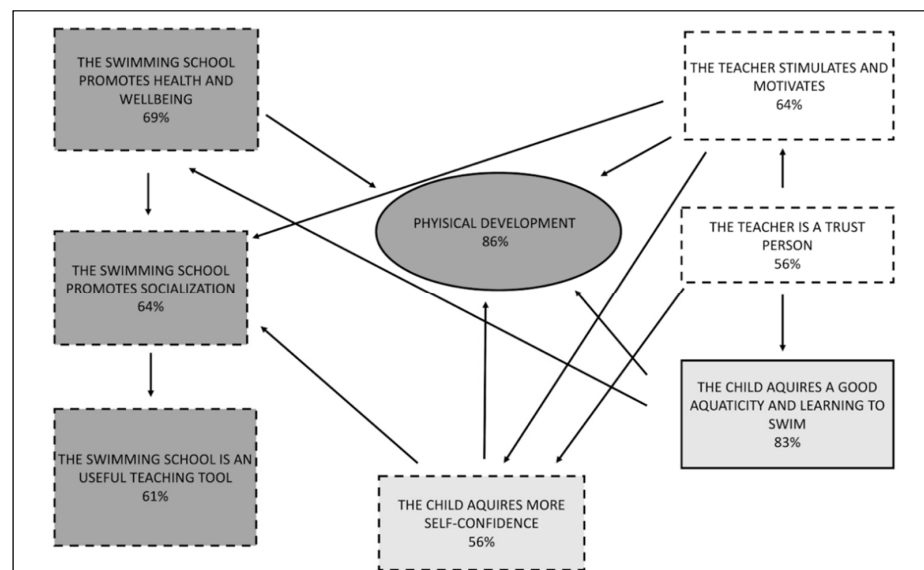 THE SWIMMING SCHOOL
PROMOTES HEALTH AND
WELLBEING
69%
THE TEACHER STIMULATES AND
MOTIVATES
64%
PHYISICAL DEVELOPMENT
86%
THE TEACHER IS A TRUST
PERSON
56%
THE SWIMMING SCHOOL
PROMOTES SOCIALIZATION
64%
THE CHILD AQUIRES A GOOD
AQUATICITY AND LEARNING TO
SWIM
83%
THE SWIMMING SCHOOL IS AN
USEFUL TEACHING TOOL
61%
THE CHILD AQUIRES MORE
SELF-CONFIDENCE
56%